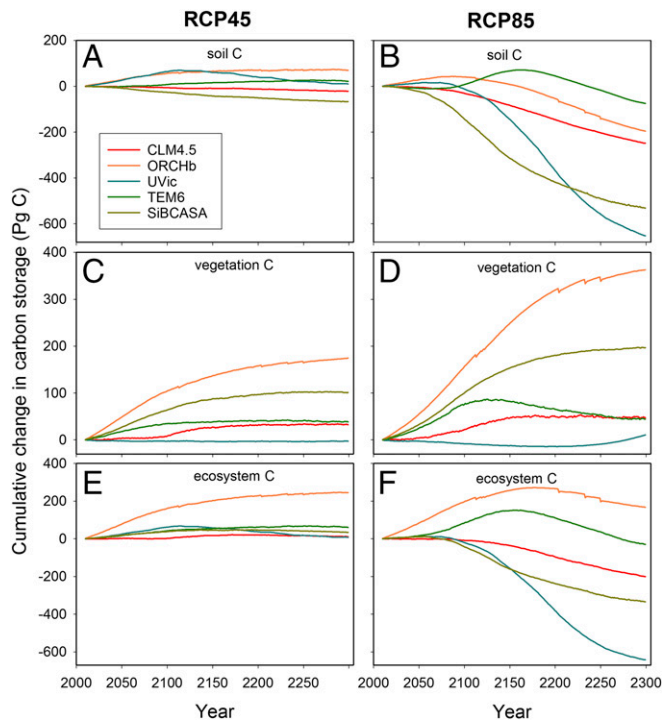 RCP45
RCP85
Cumulative change in carbon storage (Pg C)
A
soil C
200
0
-200
-400
-600
CLM4.5
ORCHb
UVic
TEM6
SiBCASA
B
soil C
C
vegetation C
400
300
200
100
0
D
vegetation C
E
ecosystem C
400
200
0
-200
-400
-600
F
ecosystem C
2000 2050 2100 2150 2200 2250
2000 2050 2100 2150 2200 2250 2300
Year
Year